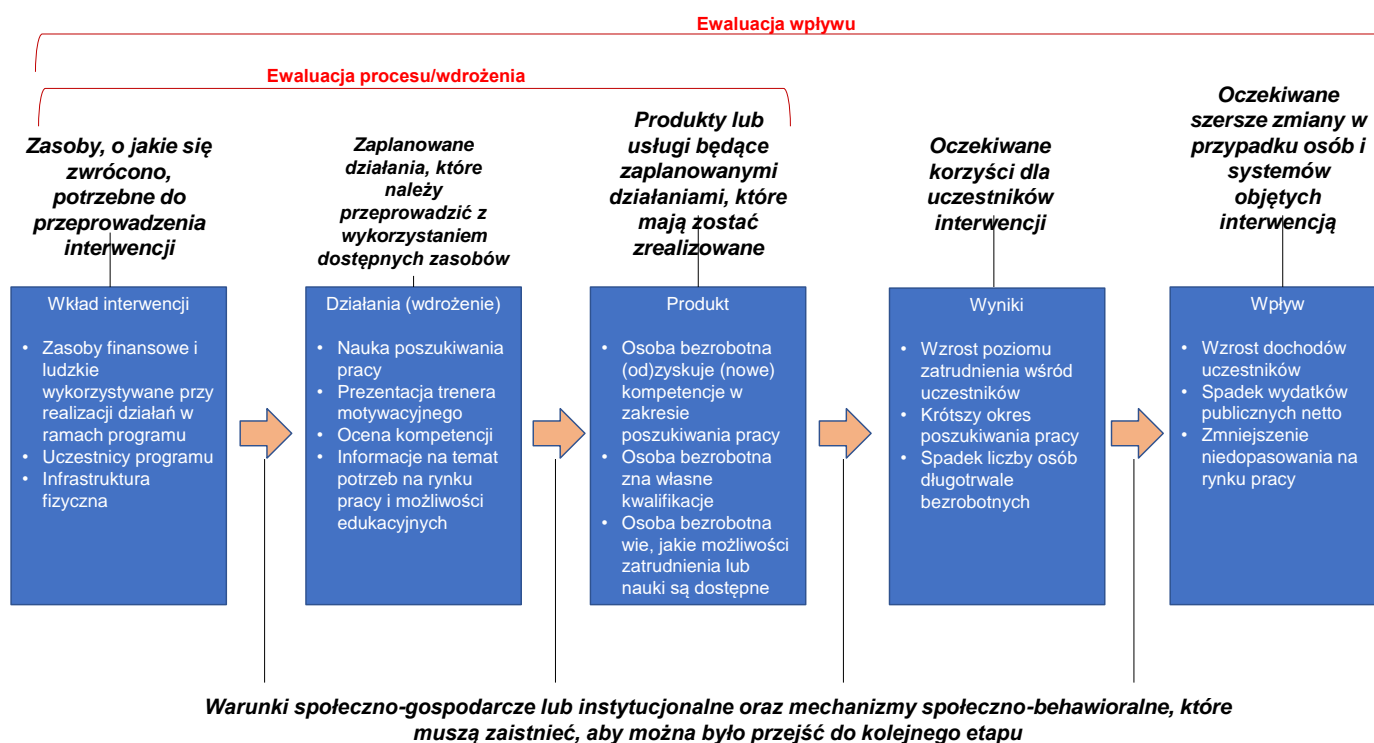 Ewaluacja wpływu
Ewaluacja procesu/wdrożenia
Zasoby, o jakie się
zwrócono,
potrzebne do
przeprowadzenia
interwencji
Zaplanowane
działania, które
należy
przeprowadzić z
wykorzystaniem
dostępnych zasobów
Produkty lub
usługi będące
zaplanowanymi
działaniami, które
mają zostać
zrealizowane
Oczekiwane
korzyści dla
uczestników
interwencji
Oczekiwane
szersze zmiany w
przypadku osób i
systemów
objętych
interwencją
Wkład interwencji
• Zasoby finansowe i
ludzkie
wykorzystywane przy
realizacji działań w
ramach programu
• Uczestnicy programu
• Infrastruktura
fizyczna
Działania (wdrożenie)
• Nauka poszukiwania
pracy
• Prezentacja trenera
motywacyjnego
• Ocena kompetencji
• Informacje na temat
potrzeb na rynku
pracy i możliwości
edukacyjnych
Produkt
• Osoba bezrobotna
(od)zyskuje (nowe)
kompetencje w
zakresie
poszukiwania pracy
• Osoba bezrobotna
zna własne
kwalifikacje
• Osoba bezrobotna
wie, jakie możliwości
zatrudnienia lub
nauki są dostępne
Wyniki
• Wzrost poziomu
zatrudnienia wśród
uczestników
• Krótszy okres
poszukiwania pracy
• Spadek liczby osób
długotrwale
bezrobotnych
Wpływ
• Wzrost dochodów
uczestników
• Spadek wydatków
publicznych netto
• Zmniejszenie
niedopasowania na
rynku pracy
Warunki społeczno-gospodarcze lub instytucjonalne oraz mechanizmy społeczno-behawioralne, które
muszą zaistnieć, aby można było przejść do kolejnego etapu